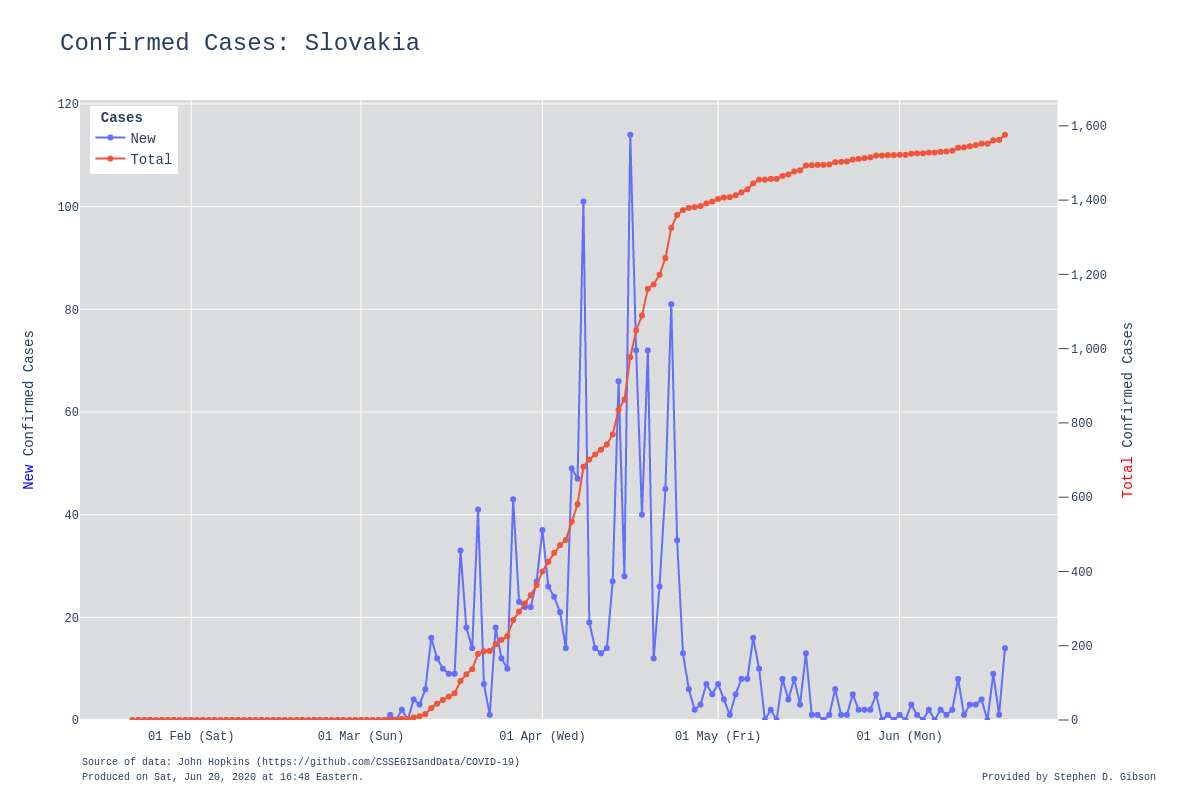 Confirmed Cases: Slovakia
Cases
New
Total
120
100
80
60
40
20
0
1,600
1,400
1,200
1,000
800
600
400
200
0
New Confirmed Cases
Total Confirmed Cases
01 Feb (Sat) 01 Mar (Sun) 01 Apr (Wed) 01 May (Fri) 01 Jun (Mon)
Source of data: John Hopkins (https://github.com/CSSEGISandData/COVID-19)
Produced on Sat, Jun 20, 2020 at 16:48 Eastern.
Provided by Stephen D. Gibson